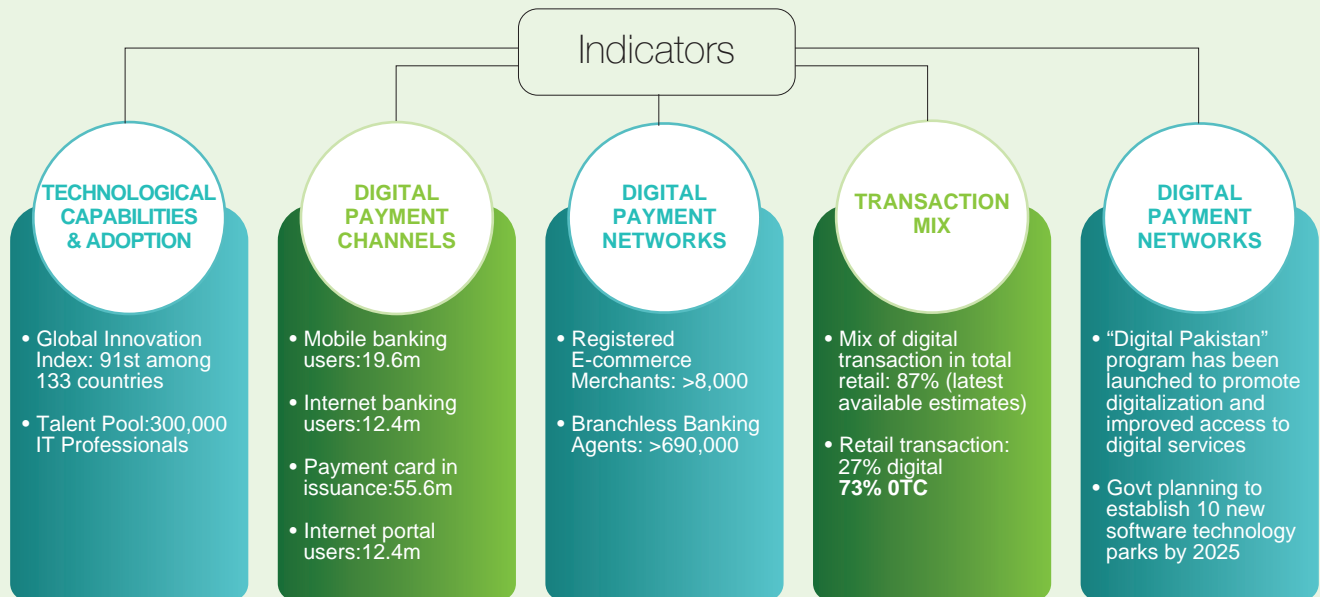 Indicators
TECHNOLOGICAL
CAPABILITIES
& ADOPTION
• Global Innovation
Index: 91st among
133 countries
• Talent Pool:300,000
IT Professionals
DIGITAL
PAYMENT
CHANNELS
• Mobile banking
users:19.6m
• Internet banking
users:12.4m
• Payment card in
issuance:55.6m
• Internet portal
users:12.4m
DIGITAL
PAYMENT
NETWORKS
• Registered
E-commerce
Merchants: >8,000
• Branchless Banking
Agents: >690,000
TRANSACTION
MIX
• Mix of digital
transaction in total
retail: 87% (latest
available estimates)
• Retail transaction:
27% digital
73% 0TC
DIGITAL
PAYMENT
NETWORKS
• “Digital Pakistan”
program has been
launched to promote
digitalization and
improved access to
digital services
• Govt planning to
establish 10 new
software technology
parks by 2025